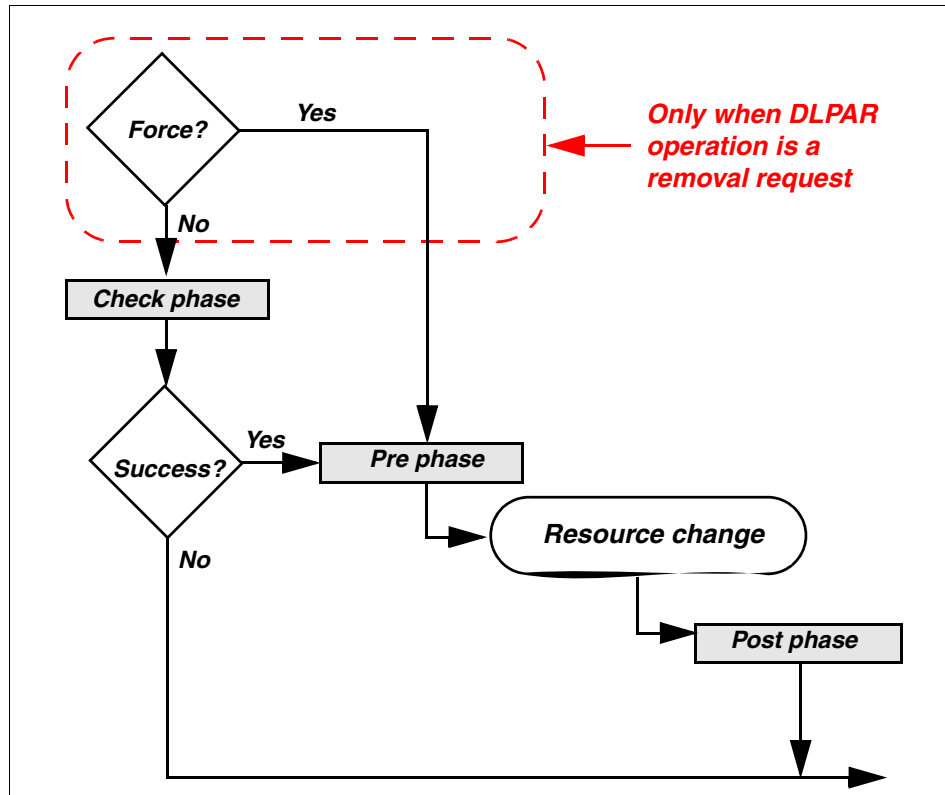 Force?
Yes
Only when DLPAR
operation is a
removal request
No
Check phase
Success?
Yes
Pre phase
No
Resource change
Post phase